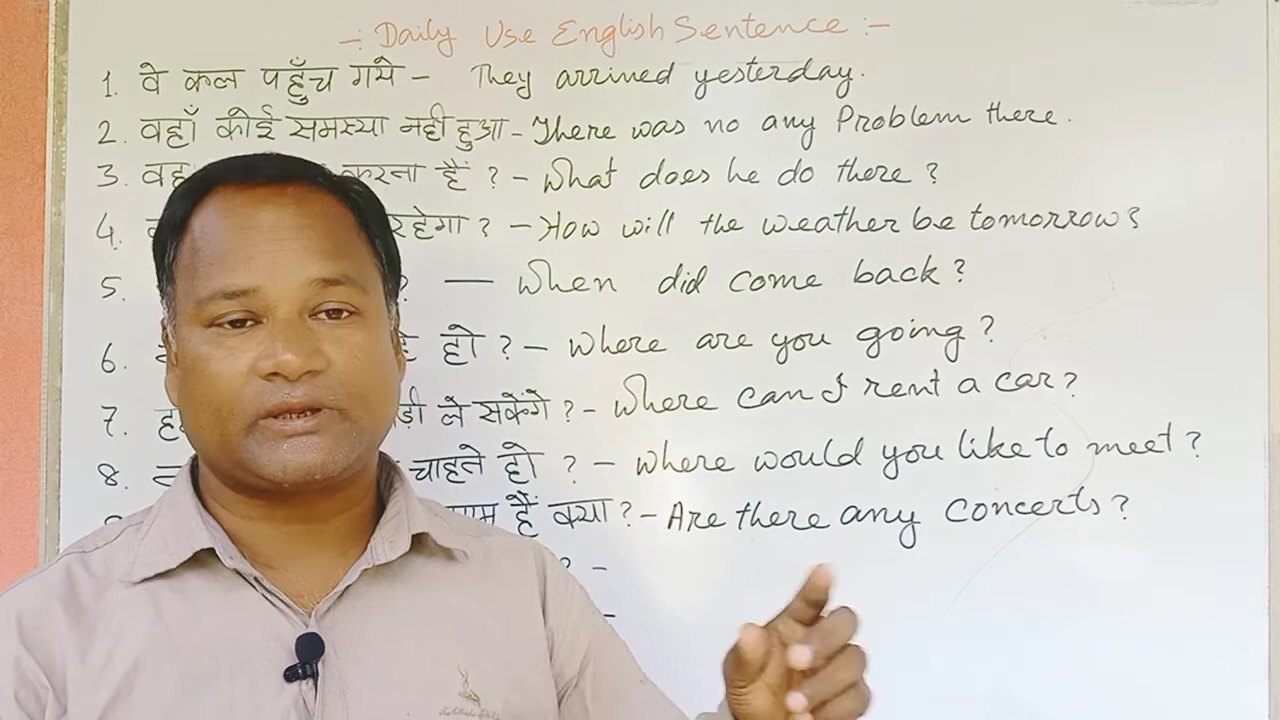 -: Daily Use English Sentence :-
1. वे कल पहुँच गये - They arrined yesterday.
2. वहाँ कोई समस्या नही हुआ - There was no any Problem there.
3. वह करना हैं ? - What does he do there ?
4. रहेगा ? - How will the weather be tomorrow ?
5. ? - When did come back ?
6. हो ? - Where are you going ?
7. ले सकेंगे ? - Where can I rent a car ?
8. चाहते हो ? - Where would you like to meet ?
हैं क्या ? - Are there any concerts ?
? -
-